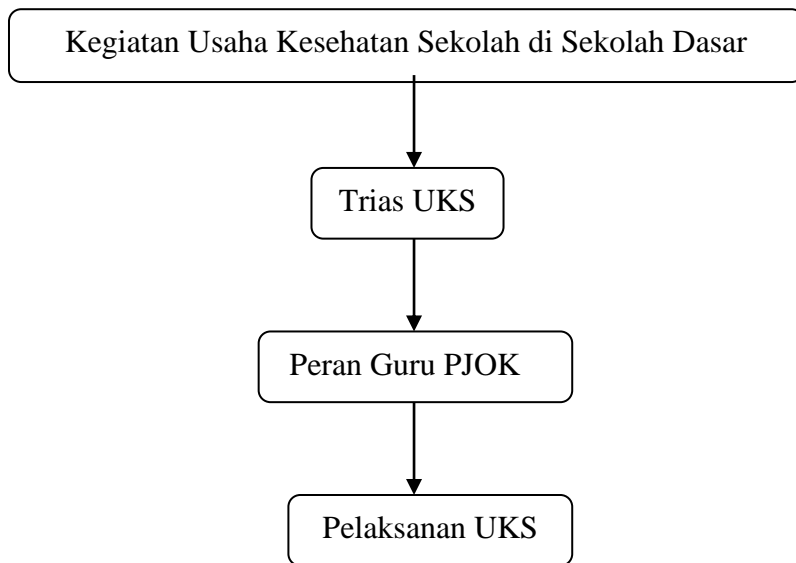 Kegiatan Usaha Kesehatan Sekolah di Sekolah Dasar
Trias UKS
Peran Guru PJOK
Pelaksanan UKS